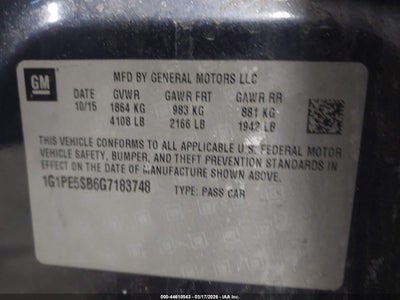 GM
MFD BY GENERAL MOTORS LLC
DATE GVWR GAWR FRT GAWR RR
10/15 1864 KG 983 KG 881 KG
4108 LB 2166 LB 1942 LB
THIS VEHICLE CONFORMS TO ALL APPLICABLE U.S. FEDERAL MOTOR
VEHICLE SAFETY, BUMPER, AND THEFT PREVENTION STANDARDS IN
EFFECT ON THE DATE OF MANUFACTURE SHOWN ABOVE.
1G1PE5SB6G7183748 TYPE: PASS CAR
000-44610543 - 03/17/2026 - IAA, Inc.